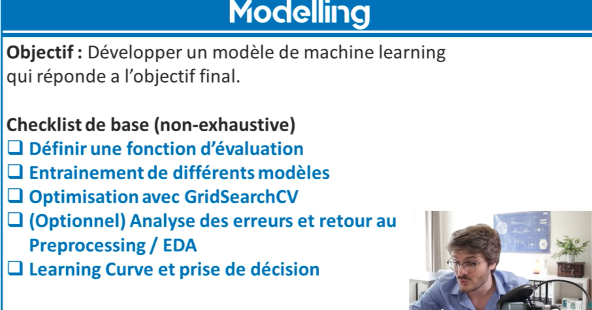 Modelling
Objectif : Développer un modèle de machine learning
qui réponde a l'objectif final.
Checklist de base (non-exhaustive)
❑ Définir une fonction d'évaluation
❑ Entrainement de différents modèles
❑ Optimisation avec GridSearchCV
❑ (Optionnel) Analyse des erreurs et retour au
Preprocessing / EDA
❑ Learning Curve et prise de décision